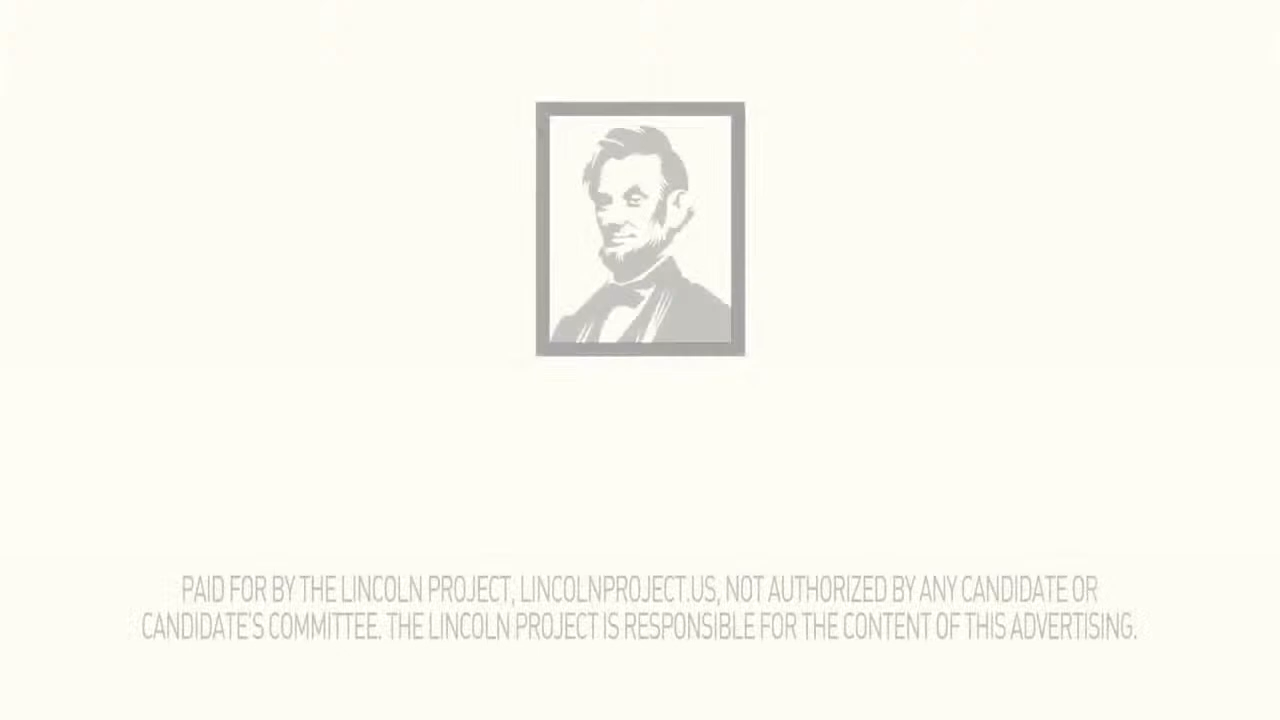 PAID FOR BY THE LINCOLN PROJECT, LINCOLNPROJECT.US, NOT AUTHORIZED BY ANY CANDIDATE OR
CANDIDATE'S COMMITTEE. THE LINCOLN PROJECT IS RESPONSIBLE FOR THE CONTENT OF THIS ADVERTISING.